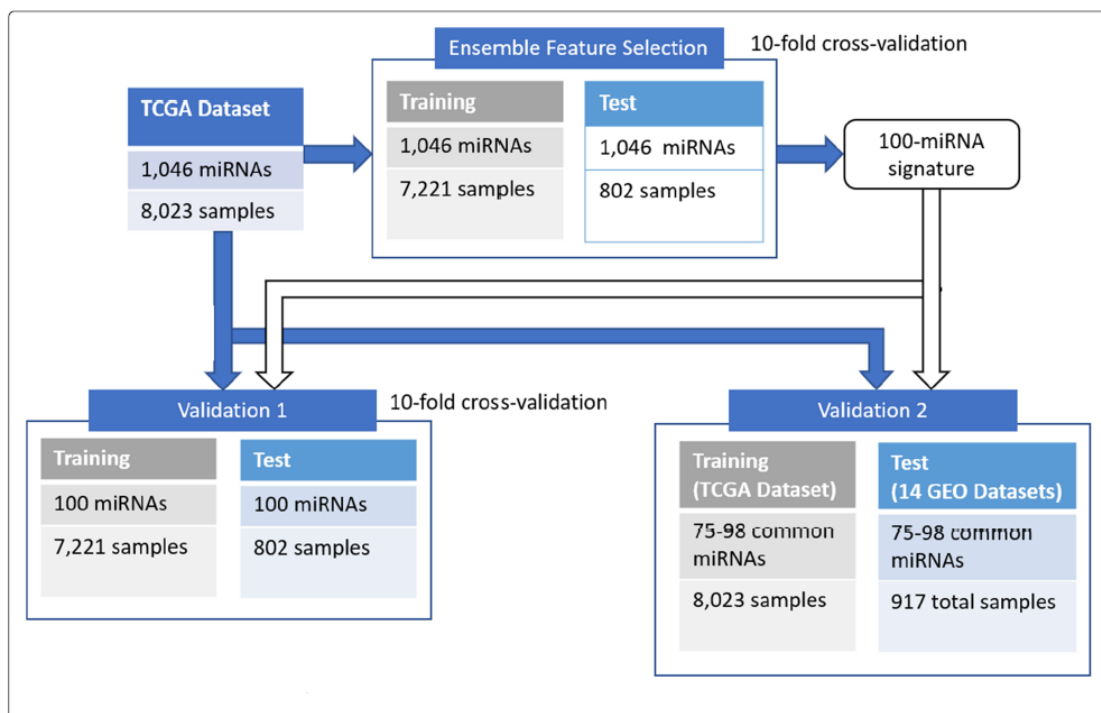 Ensemble Feature Selection
10-fold cross-validation
TCGA Dataset
1,046 miRNAs
8,023 samples
Training
1,046 miRNAs
7,221 samples
Test
1,046 miRNAs
802 samples
100-miRNA
signature
Validation 1
10-fold cross-validation
Training
100 miRNAs
7,221 samples
Test
100 miRNAs
802 samples
Validation 2
Training
(TCGA Dataset)
75-98 common
miRNAs
8,023 samples
Test
(14 GEO Datasets)
75-98 common
miRNAs
917 total samples